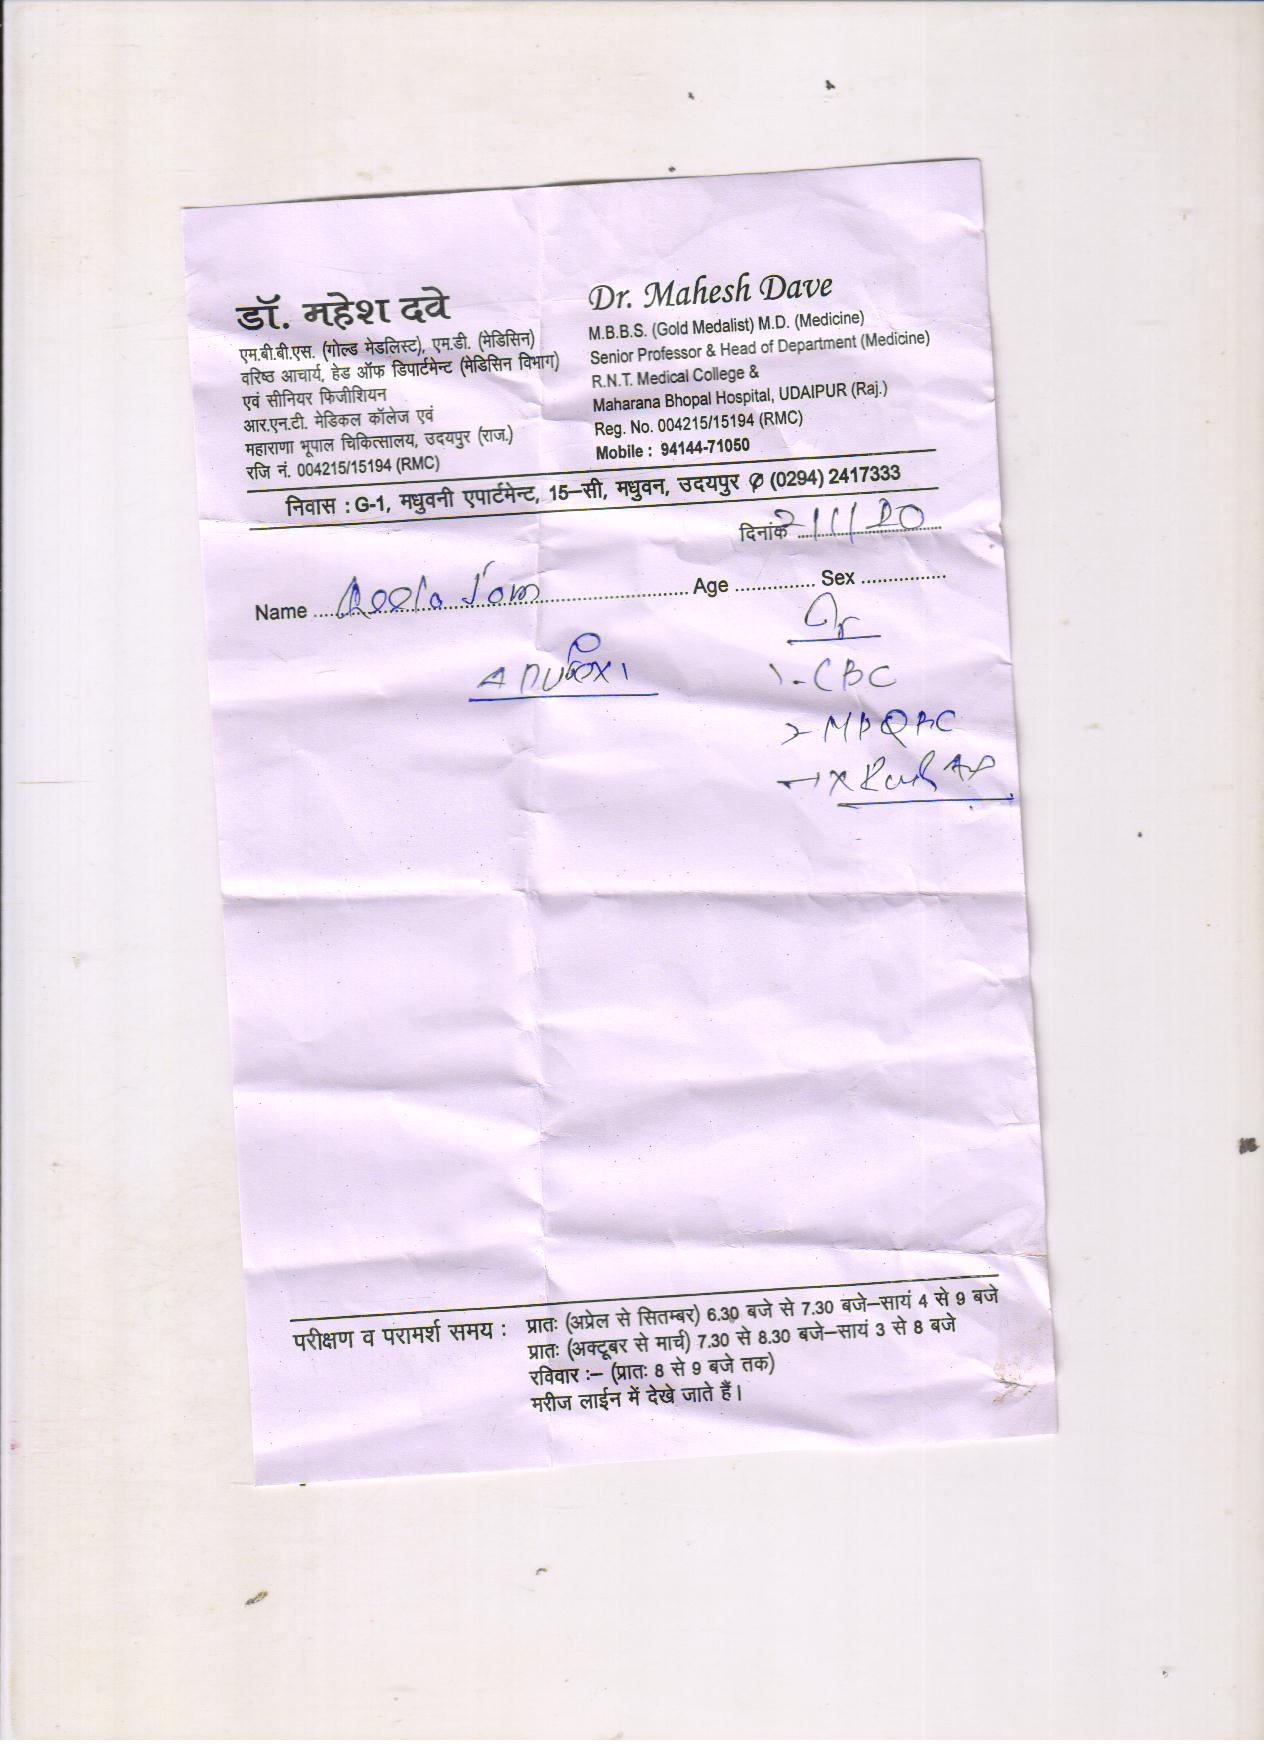 डॉ. महेश दवे
एम.बी.बी.एस. (गोल्ड मेडलिस्ट), एम.डी. (मेडिसिन)
वरिष्ठ आचार्य, हेड ऑफ डिपार्टमेन्ट (मेडिसिन विभाग)
एवं सीनियर फिजीशियन
आर.एन.टी. मेडिकल कॉलेज एवं
महाराणा भूपाल चिकित्सालय, उदयपुर (राज.)
रजि नं. 004215/15194 (RMC)
Dr. Mahesh Dave
M.B.B.S. (Gold Medalist) M.D. (Medicine)
Senior Professor & Head of Department (Medicine)
R.N.T. Medical College &
Maharana Bhopal Hospital, UDAIPUR (Raj.)
Reg. No. 004215/15194 (RMC)
Mobile : 94144-71050
निवास : G-1, मधुवनी एपार्टमेन्ट, 15–सी, मधुवन, उदयपुर ✆ (0294) 2417333
दिनांक 2/1/20
Name Age Sex
1-CBC
परीक्षण व परामर्श समय : प्रातः (अप्रेल से सितम्बर) 6.30 बजे से 7.30 बजे–सायं 4 से 9 बजे
प्रातः (अक्टूबर से मार्च) 7.30 से 8.30 बजे–सायं 3 से 8 बजे
रविवार :– (प्रातः 8 से 9 बजे तक)
मरीज लाईन में देखे जाते हैं।